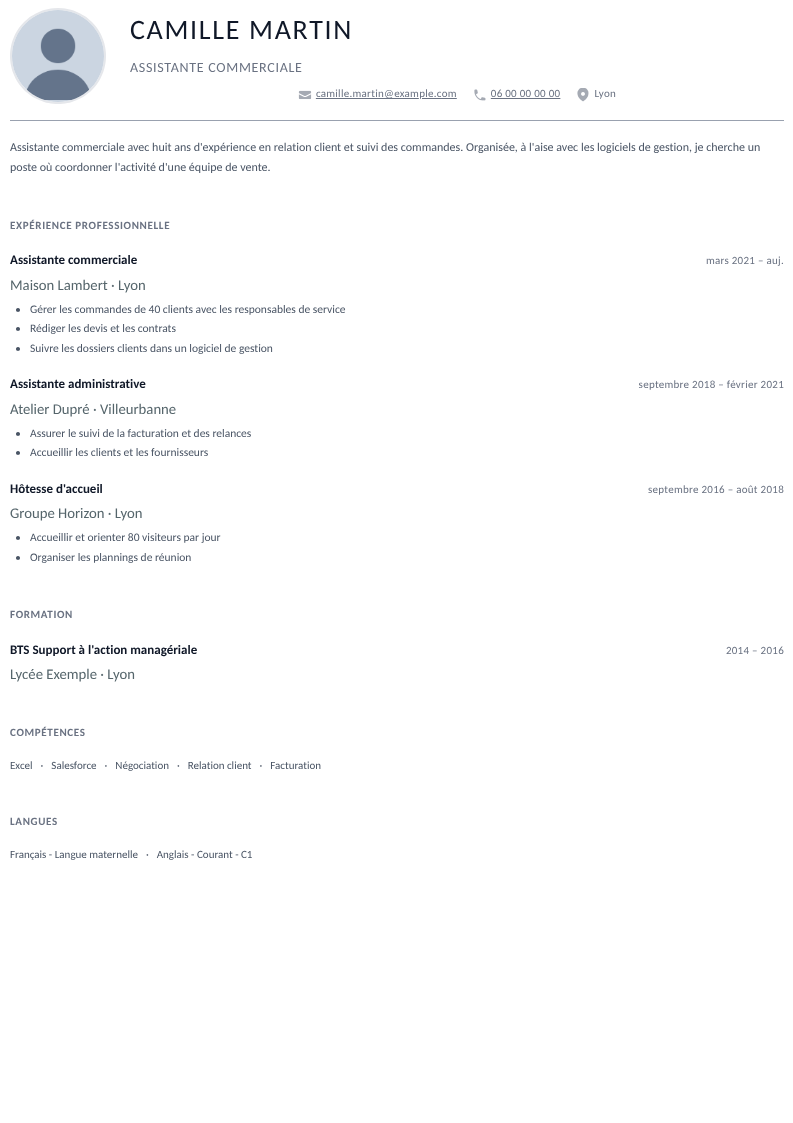 CAMILLE MARTIN
ASSISTANTE COMMERCIALE
camille.martin@example.com 06 00 00 00 00 Lyon
Assistante commerciale avec huit ans d'expérience en relation client et suivi des commandes. Organisée, à l'aise avec les logiciels de gestion, je cherche un
poste où coordonner l'activité d'une équipe de vente.
EXPÉRIENCE PROFESSIONNELLE
Assistante commerciale mars 2021 – auj.
Maison Lambert · Lyon
• Gérer les commandes de 40 clients avec les responsables de service
• Rédiger les devis et les contrats
• Suivre les dossiers clients dans un logiciel de gestion
Assistante administrative septembre 2018 – février 2021
Atelier Dupré · Villeurbanne
• Assurer le suivi de la facturation et des relances
• Accueillir les clients et les fournisseurs
Hôtesse d'accueil septembre 2016 – août 2018
Groupe Horizon · Lyon
• Accueillir et orienter 80 visiteurs par jour
• Organiser les plannings de réunion
FORMATION
BTS Support à l'action managériale 2014 – 2016
Lycée Exemple · Lyon
COMPÉTENCES
Excel · Salesforce · Négociation · Relation client · Facturation
LANGUES
Français - Langue maternelle · Anglais - Courant - C1